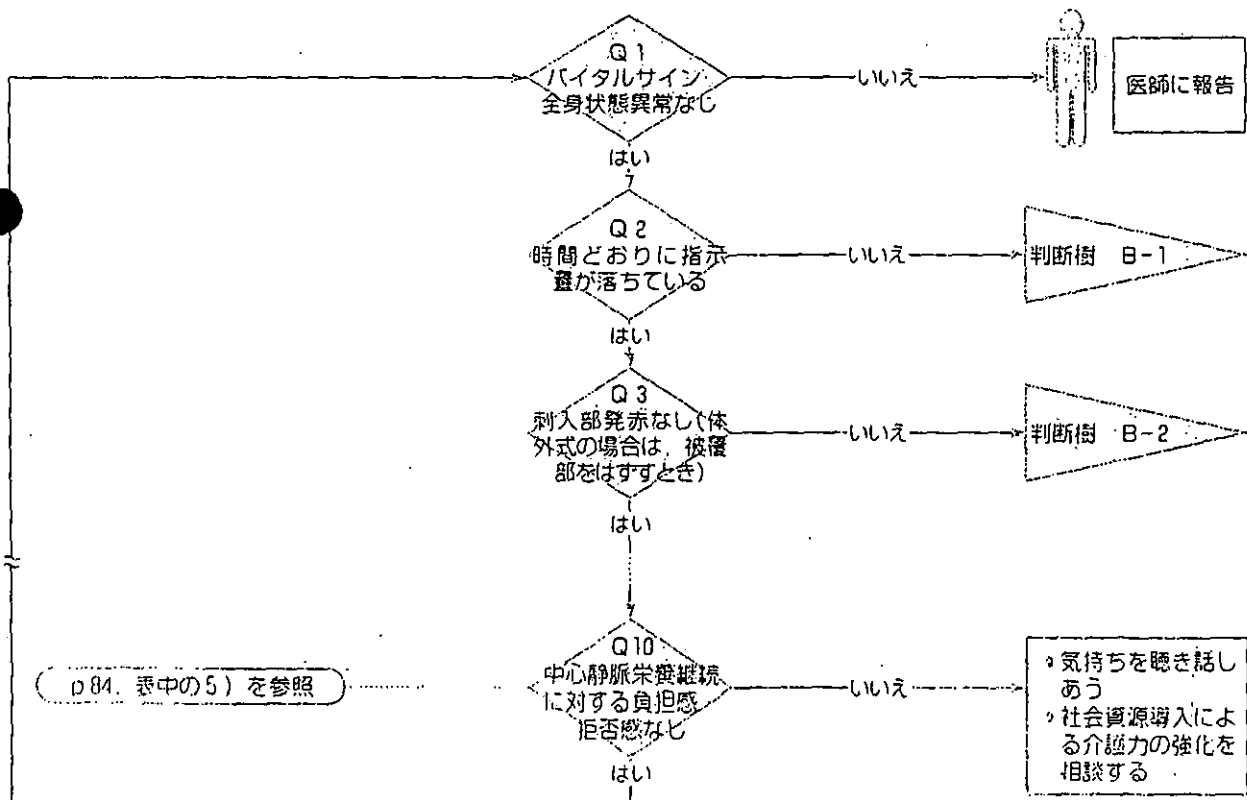 Q1
バイタルサイン
全身状態異常なし
いいえ
医師に報告
はい
Q2
時間どおりに指示
量が落ちている
いいえ
判断樹 B-1
はい
Q3
刺入部発赤なし(体
外式の場合は，被覆
部をはずすとき)
いいえ
判断樹 B-2
はい
p84．表中の5）を参照
Q10
中心静脈栄養継続
に対する負担感
拒否感なし
いいえ
気持ちを聴き話し
あう
社会資源導入によ
る介護力の強化を
相談する
はい